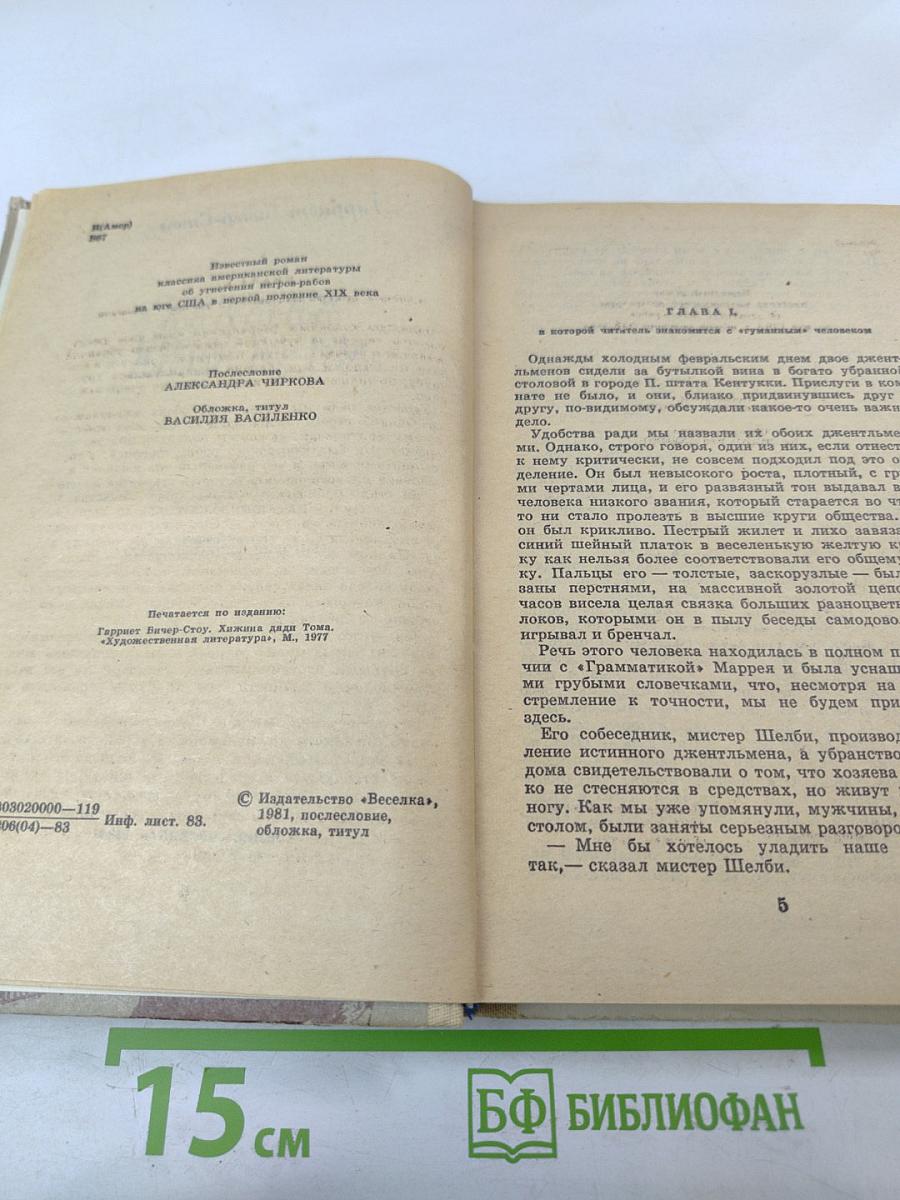 И(Амер)
Б67
Известный роман
классика американской литературы
об угнетении негров-рабов
на юге США в первой половине XIX века
Послесловие
АЛЕКСАНДРА ЧИРКОВА
Обложка, титул
ВАСИЛИЯ ВАСИЛЕНКО
Печатается по изданию:
Гарриет Бичер-Стоу. Хижина дяди Тома.
«Художественная литература», М., 1977
803020000—119
206(04)—83
Инф. лист. 83.
© Издательство «Веселка»,
1981, послесловие,
обложка, титул
ГЛАВА I,
в которой читатель знакомится с «гуманным» человеком
Однажды холодным февральским днем двое джент-
льменов сидели за бутылкой вина в богато убранной
столовой в городе П. штата Кентукки. Прислуги в ком
нате не было, и они, близко придвинувшись друг
другу, по-видимому, обсуждали какое-то очень важн
дело.
Удобства ради мы назвали их обоих джентльме
ми. Однако, строго говоря, один из них, если отнест
к нему критически, не совсем подходил под это о
деление. Он был невысокого роста, плотный, с гр
ми чертами лица, и его развязный тон выдавал в
человека низкого звания, который старается во чт
то ни стало пролезть в высшие круги общества.
он был крикливо. Пестрый жилет и лихо завяза
синий шейный платок в веселенькую желтую к
ку как нельзя более соответствовали его общему
ку. Пальцы его — толстые, заскорузлые — был
заны перстнями, на массивной золотой цепо
часов висела целая связка больших разноцветн
локов, которыми он в пылу беседы самодовол
игрывал и бренчал.
Речь этого человека находилась в полном п
чии с «Грамматикой» Маррея и была уснащ
ми грубыми словечками, что, несмотря на
стремление к точности, мы не будем при
здесь.
Его собеседник, мистер Шелби, производ
ление истинного джентльмена, а убранство
дома свидетельствовали о том, что хозяева
ко не стесняются в средствах, но живут
ногу. Как мы уже упомянули, мужчины,
столом, были заняты серьезным разговоро
— Мне бы хотелось уладить наше
так,— сказал мистер Шелби.
5
15 см
БФ БИБЛИОФАН